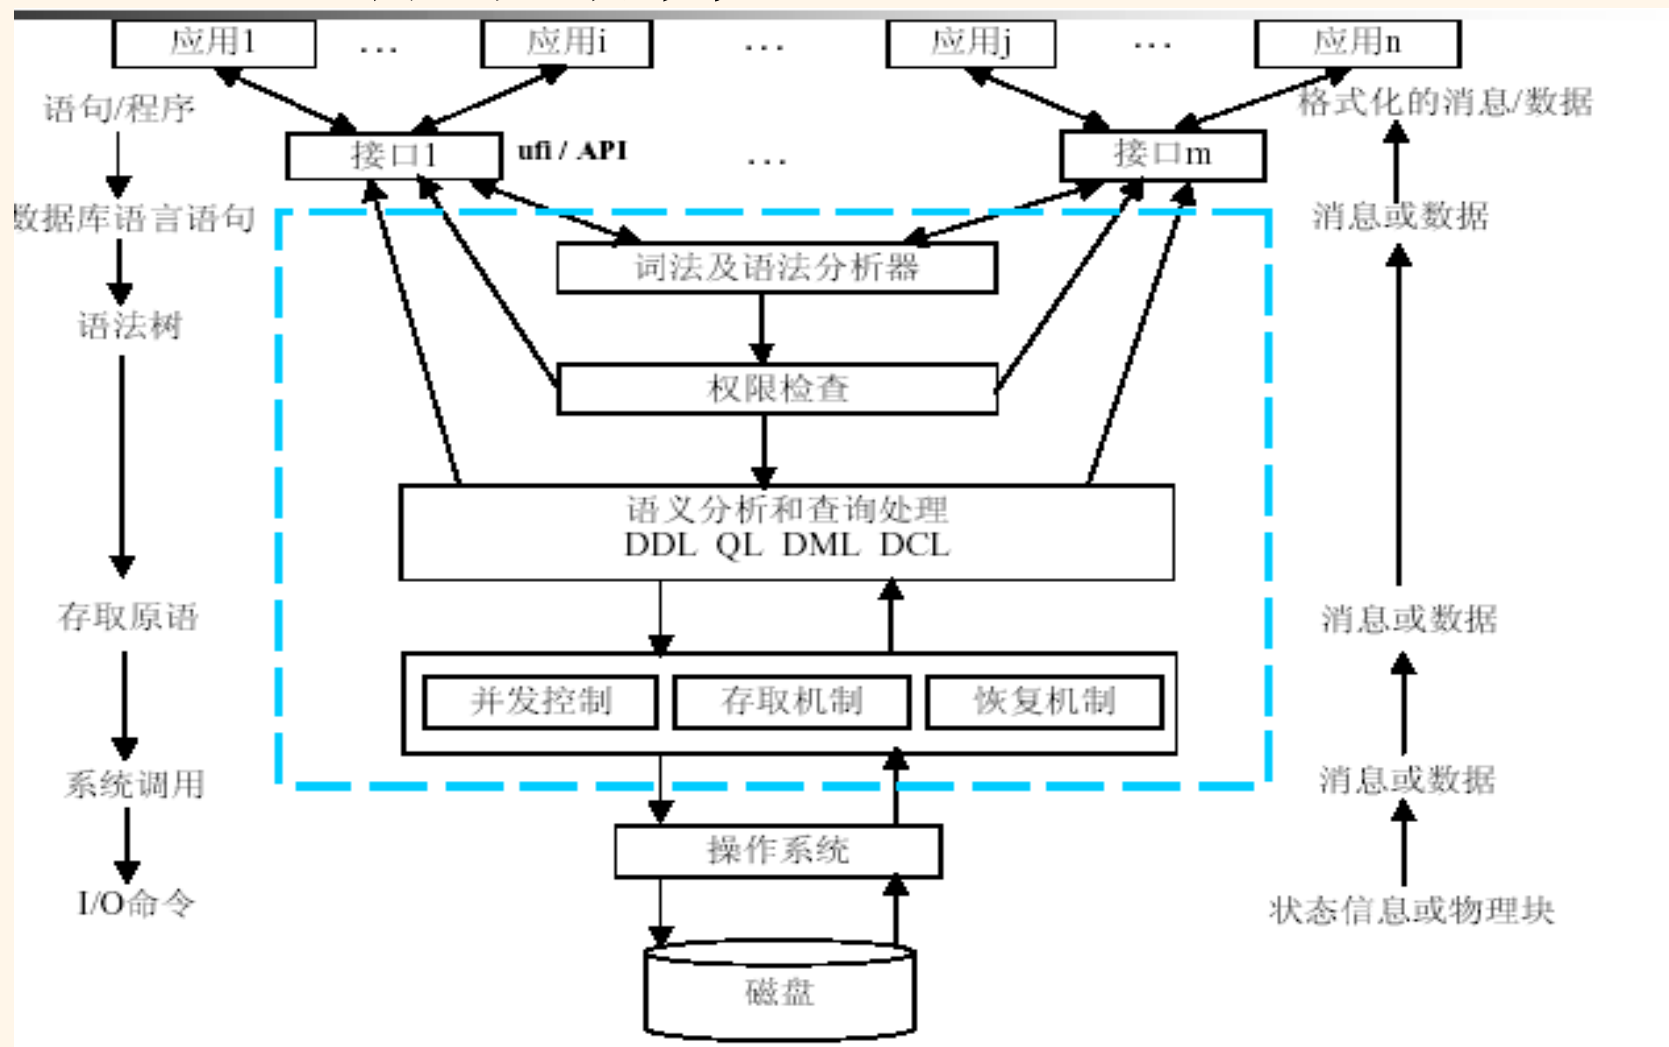 应用1 … 应用i … 应用j … 应用n
语句/程序 格式化的消息/数据
接口1 ufi / API … 接口m
数据库语言语句 消息或数据
词法及语法分析器
语法树
权限检查
语义分析和查询处理
DDL QL DML DCL
存取原语 消息或数据
并发控制 存取机制 恢复机制
系统调用 消息或数据
操作系统
I/O命令 状态信息或物理块
磁盘